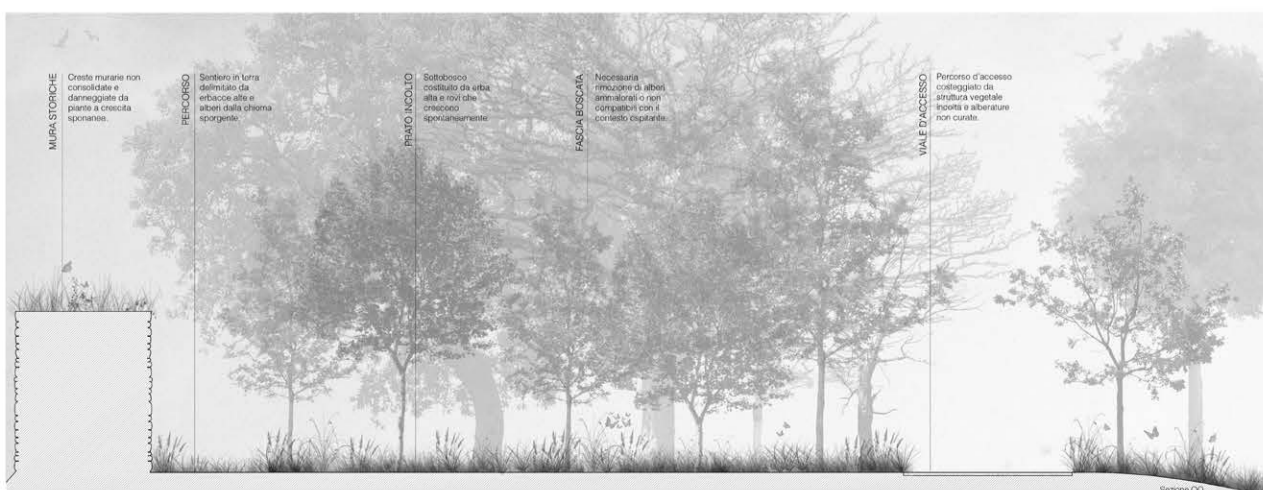 MURA STORICHE
Creste murarie non
consolidate e
danneggiate da
piante a crescita
sponanee.
PERCORSO
Sentiero in terra
delimitato da
erbacce alte e
alberi dalla chioma
sporgente.
PRATO INCOLTO
Sottobosco
costituito da erba
alta e rovi che
crescono
spontaneamente.
FASCIA BOSCATA
Necessaria
rimozione di alberi
ammalorati o non
compatibili con il
contesto ospitante.
VIALE D'ACCESSO
Percorso d'accesso
costeggiato da
struttura vegetale
incolta e alberature
non curate.
Sezione